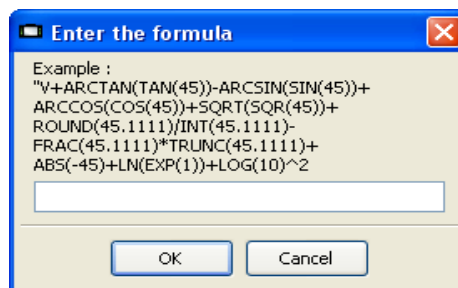 Enter the formula
Example :
"V+ARCTAN(TAN(45))-ARCSIN(SIN(45))+
ARCCOS(COS(45))+SQRT(SQR(45))+
ROUND(45.1111)/INT(45.1111)-
FRAC(45.1111)*TRUNC(45.1111)+
ABS(-45)+LN(EXP(1))+LOG(10)^2
OK Cancel